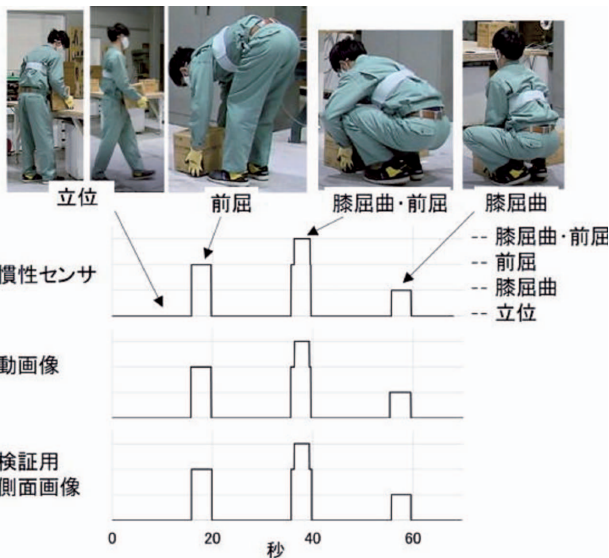 立位
前屈
膝屈曲・前屈
膝屈曲
慣性センサ
-- 膝屈曲・前屈
-- 前屈
-- 膝屈曲
-- 立位
動画像
検証用
側面画像
0 20 40 60
秒